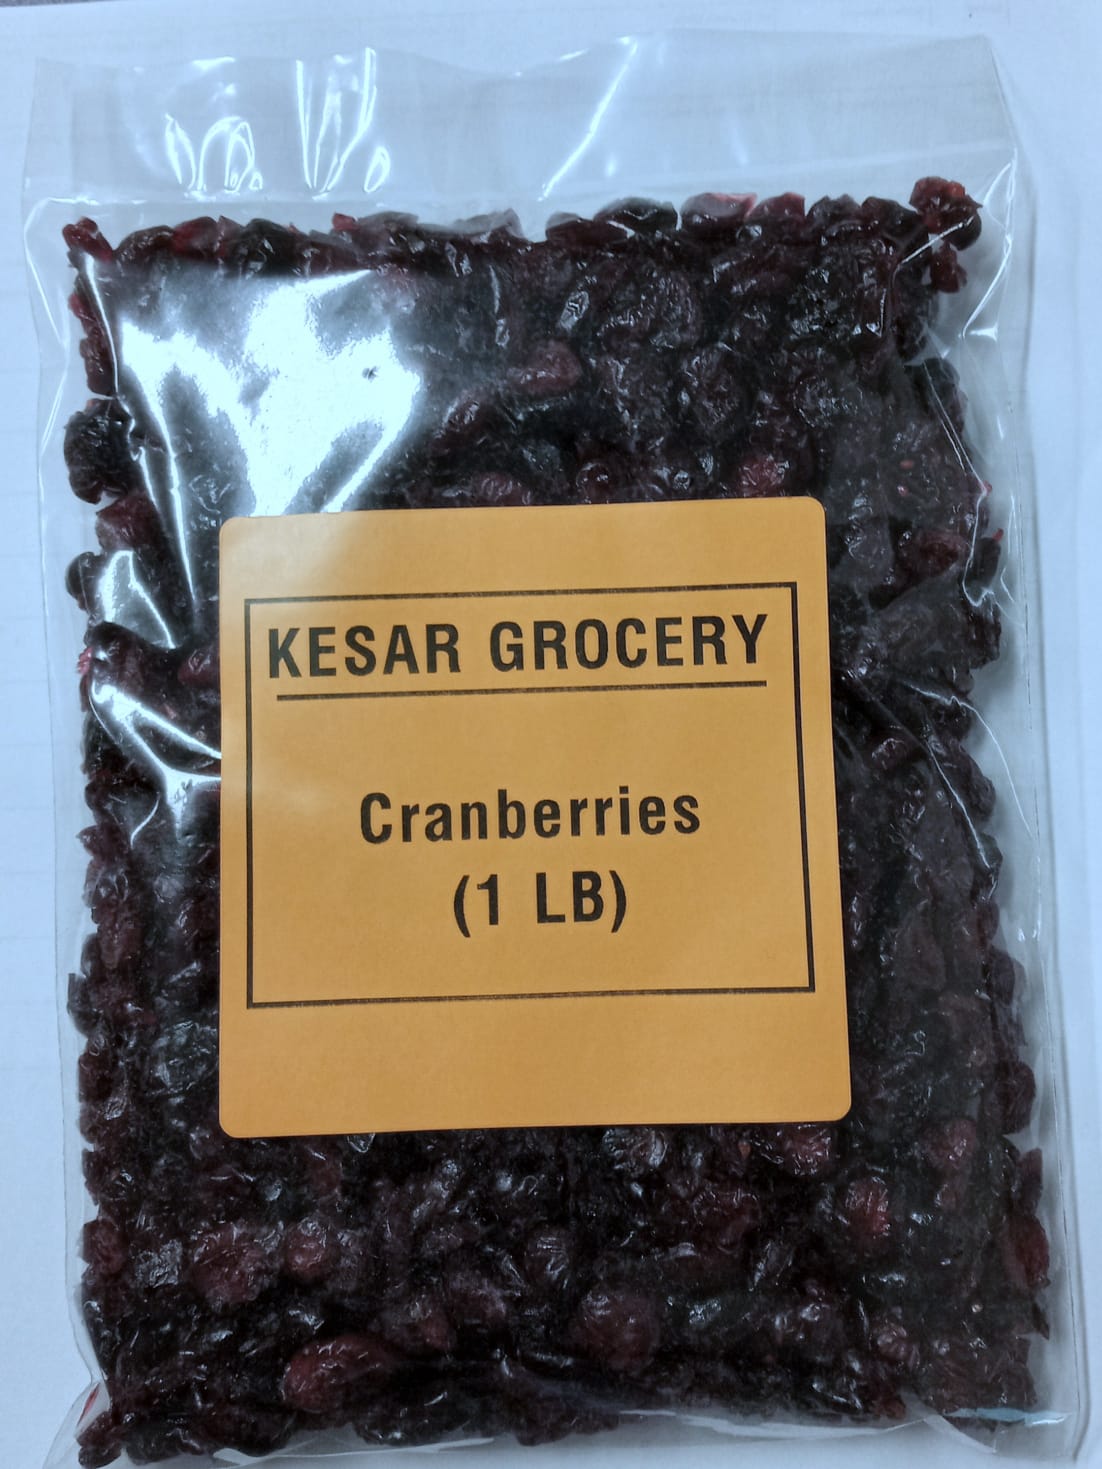 KESAR GROCERY
Cranberries
(1 LB)